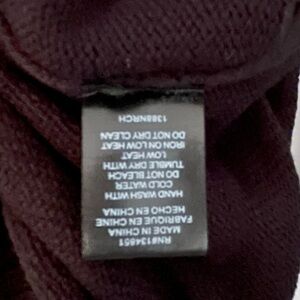 RN#134851
MADE IN CHINA
FABRIQUE EN CHINE
HECHO EN CHINA
HAND WASH WITH
COLD WATER
DO NOT BLEACH
TUMBLE DRY WITH
LOW HEAT
IRON ON LOW HEAT
DO NOT DRY CLEAN
1388NRCH